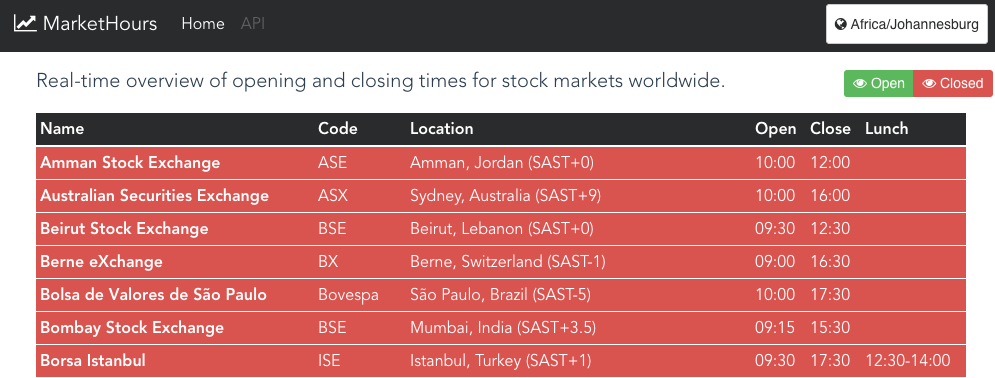 MarketHours Home API Africa/Johannesburg
Real-time overview of opening and closing times for stock markets worldwide. Open Closed
Name Code Location Open Close Lunch
Amman Stock Exchange ASE Amman, Jordan (SAST+0) 10:00 12:00
Australian Securities Exchange ASX Sydney, Australia (SAST+9) 10:00 16:00
Beirut Stock Exchange BSE Beirut, Lebanon (SAST+0) 09:30 12:30
Berne eXchange BX Berne, Switzerland (SAST-1) 09:00 16:30
Bolsa de Valores de São Paulo Bovespa São Paulo, Brazil (SAST-5) 10:00 17:30
Bombay Stock Exchange BSE Mumbai, India (SAST+3.5) 09:15 15:30
Borsa Istanbul ISE Istanbul, Turkey (SAST+1) 09:30 17:30 12:30-14:00